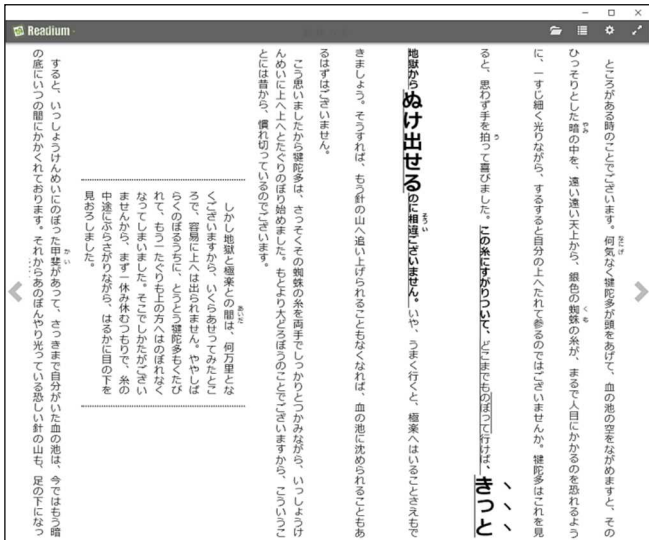 Readium
なにげ
ところがある時のことでございます。何気なく犍陀多が頭をあげて、血の池の空をながめますと、その
やみ くも
ひっそりとした暗の中を、遠い遠い天上から、銀色の蜘蛛の糸が、まるで人目にかかるのを恐れるよう
に、一すじ細く光りながら、するすると自分の上へたれて参るのではございませんか。犍陀多はこれを見
う
ると、思わず手を拍って喜びました。この糸にすがりついて、どこまでものぼって行けば、きっと
そうい
地獄からぬけ出せるのに相違ございません。いや、うまく行くと、極楽へはいることさえもで
きましょう。そうすれば、もう針の山へ追い上げられることもなくなれば、血の池に沈められることもあ
るはずはございません。
こう思いましたから犍陀多は、さっそくその蜘蛛の糸を両手でしっかりとつかみながら、いっしょうけ
んめいに上へ上へとたぐりのぼり始めました。もとより大どろぼうのことでございますから、こういうこ
とには昔から、慣れ切っているのでございます。
あいだ
しかし地獄と極楽との間は、何万里とな
くございますから、いくらあせってみたとこ
ろで、容易に上へは出られません。ややしば
らくのぼるうちに、とうとう犍陀多もくたび
れて、もう一たぐりも上の方へはのぼれなく
なってしまいました。そこでしかたがござい
ませんから、まず一休み休むつもりで、糸の
中途にぶらさがりながら、はるかに目の下を
見おろしました。
かい
すると、いっしょうけんめいにのぼった甲斐があって、さっきまで自分がいた血の池は、今ではもう暗
の底にいつの間にかかくれております。それからあのぼんやり光っている恐しい針の山も、足の下になっ